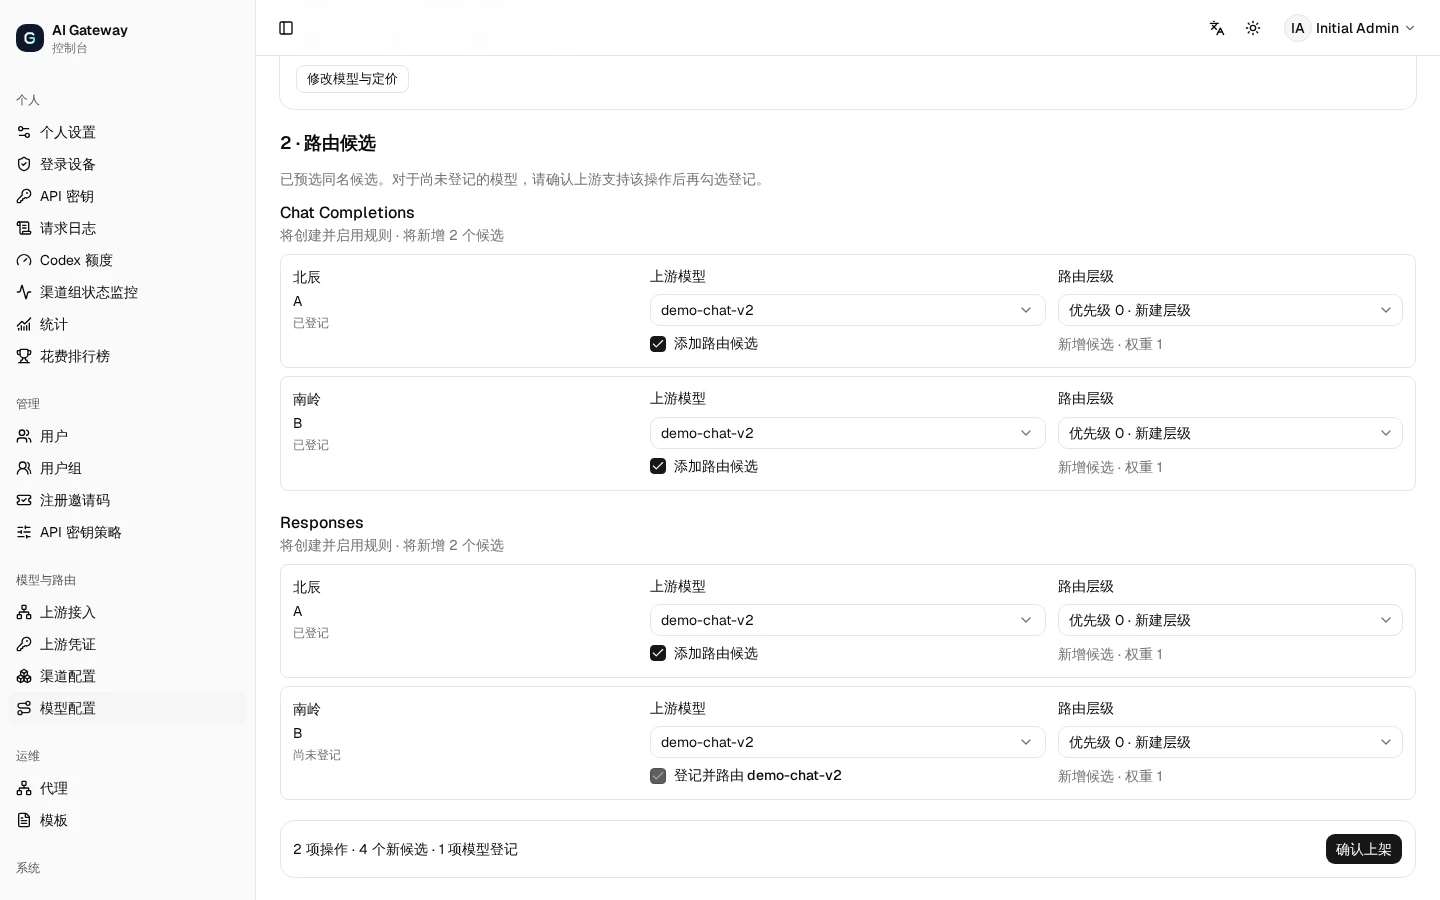 AI Gateway
控制台
个人
个人设置
登录设备
API 密钥
请求日志
Codex 额度
渠道组状态监控
统计
花费排行榜
管理
用户
用户组
注册邀请码
API 密钥策略
模型与路由
上游接入
上游凭证
渠道配置
模型配置
运维
代理
模板
系统
IA Initial Admin
修改模型与定价
2 · 路由候选
已预选同名候选。对于尚未登记的模型，请确认上游支持该操作后再勾选登记。
Chat Completions
将创建并启用规则 · 将新增 2 个候选
北辰
A
已登记
上游模型
demo-chat-v2
添加路由候选
路由层级
优先级 0 · 新建层级
新增候选 · 权重 1
南岭
B
已登记
上游模型
demo-chat-v2
添加路由候选
路由层级
优先级 0 · 新建层级
新增候选 · 权重 1
Responses
将创建并启用规则 · 将新增 2 个候选
北辰
A
已登记
上游模型
demo-chat-v2
添加路由候选
路由层级
优先级 0 · 新建层级
新增候选 · 权重 1
南岭
B
尚未登记
上游模型
demo-chat-v2
登记并路由 demo-chat-v2
路由层级
优先级 0 · 新建层级
新增候选 · 权重 1
2 项操作 · 4 个新候选 · 1 项模型登记
确认上架